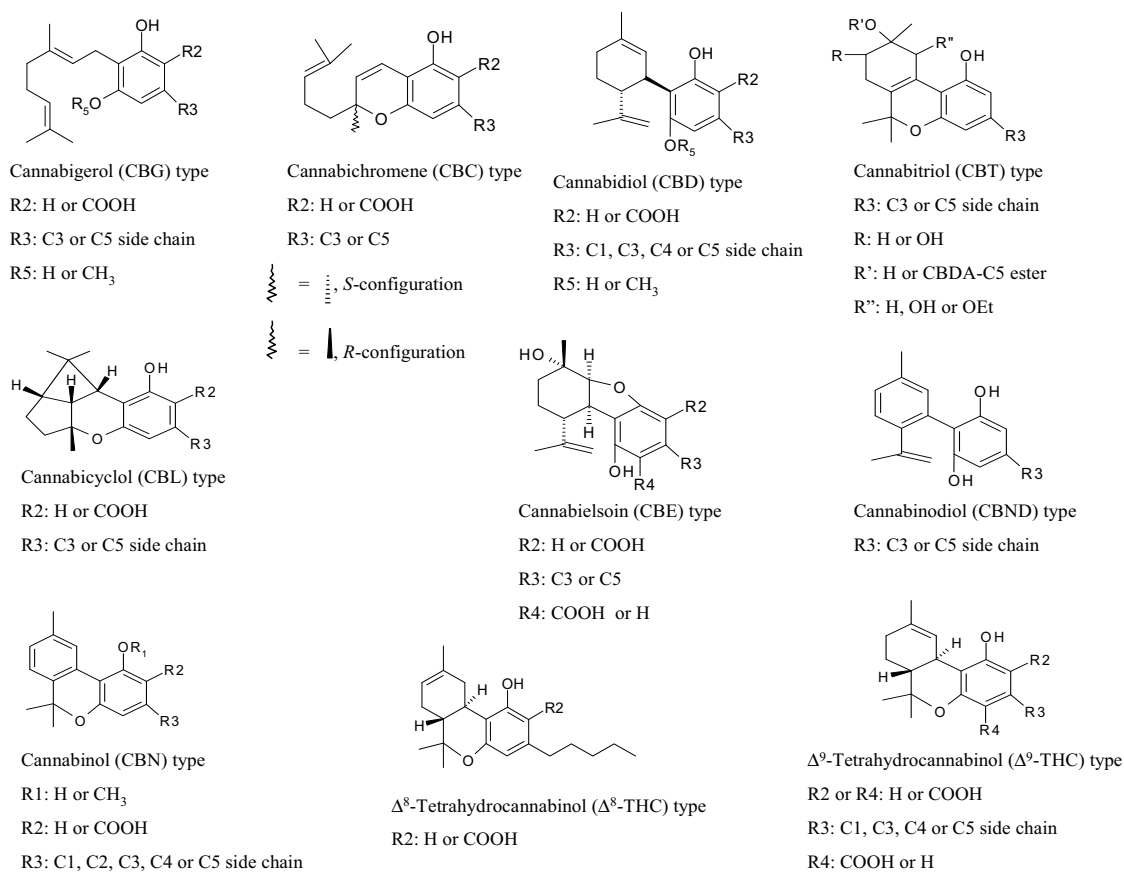 OH
R2
R3
O
R5
Cannabigerol (CBG) type
R2: H or COOH
R3: C3 or C5 side chain
R5: H or CH3
OH
R2
R3
O
Cannabichromene (CBC) type
R2: H or COOH
R3: C3 or C5
= , S-configuration
= , R-configuration
OH
R2
R3
OR5
Cannabidiol (CBD) type
R2: H or COOH
R3: C1, C3, C4 or C5 side chain
R5: H or CH3
R'O
R"
R
OH
O
R3
Cannabitriol (CBT) type
R3: C3 or C5 side chain
R: H or OH
R’: H or CBDA-C5 ester
R”: H, OH or OEt
H
H
H
OH
R2
O
R3
Cannabicyclol (CBL) type
R2: H or COOH
R3: C3 or C5 side chain
HO
H
O
R2
H
R3
OH
R4
Cannabielsoin (CBE) type
R2: H or COOH
R3: C3 or C5
R4: COOH or H
OH
R3
OH
Cannabinodiol (CBND) type
R3: C3 or C5 side chain
OR1
R2
O
R3
Cannabinol (CBN) type
R1: H or CH3
R2: H or COOH
R3: C1, C2, C3, C4 or C5 side chain
H
OH
R2
H
O
Δ8-Tetrahydrocannabinol (Δ8-THC) type
R2: H or COOH
H
OH
R2
H
O
R3
R4
Δ9-Tetrahydrocannabinol (Δ9-THC) type
R2 or R4: H or COOH
R3: C1, C3, C4 or C5 side chain
R4: COOH or H